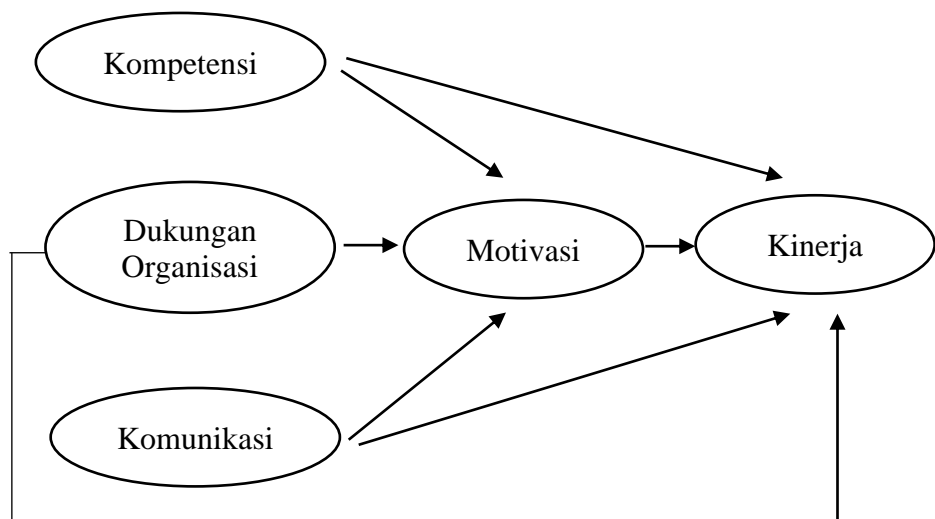 Kompetensi
Dukungan
Organisasi
Motivasi
Kinerja
Komunikasi